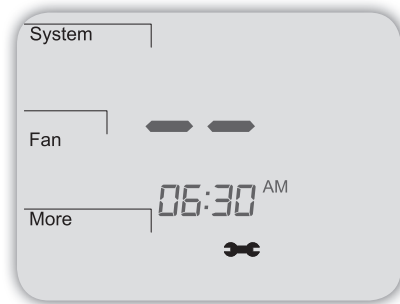 System
– –
Fan
06:30 AM
More